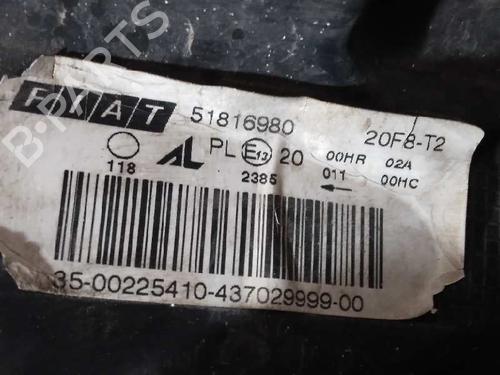 B-PARTS
FIAT 51816980 20F8-T2
AL PL E13 20 00HR 02A
118 2385 011 ← 00HC
35-00225410-437029999-00